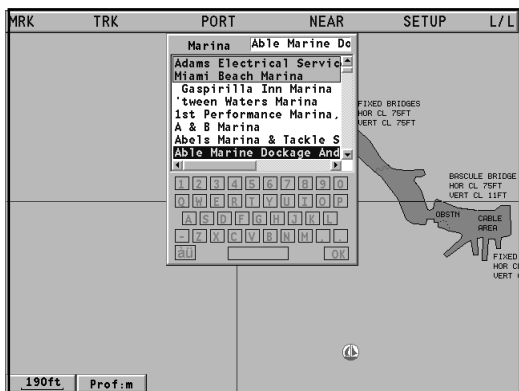 MRK TRK PORT NEAR SETUP L/L
Marina Able Marine Do
Adams Electrical Servic
Miami Beach Marina
Gaspirilla Inn Marina
'tween Waters Marina
1st Performance Marina,
A & B Marina
Abels Marina & Tackle S
Able Marine Dockage And
1 2 3 4 5 6 7 8 9 0
Q W E R T Y U I O P
A S D F G H J K L
- Z X C V B N M , .
àü OK
FIXED BRIDGES
HOR CL 75FT
VERT CL 75FT
BASCULE BRIDGE
HOR CL 75FT
VERT CL 11FT
OBSTN
CABLE
AREA
FIXED
HOR CL
VERT
190ft Prof:m